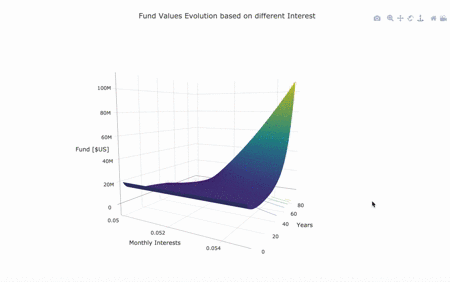 Fund Values Evolution based on different Interest
100M
80M
60M
Fund [$US]
40M
20M
0
0.05
0.052
0.054
Monthly Interests
80
60
40
20
0
Years